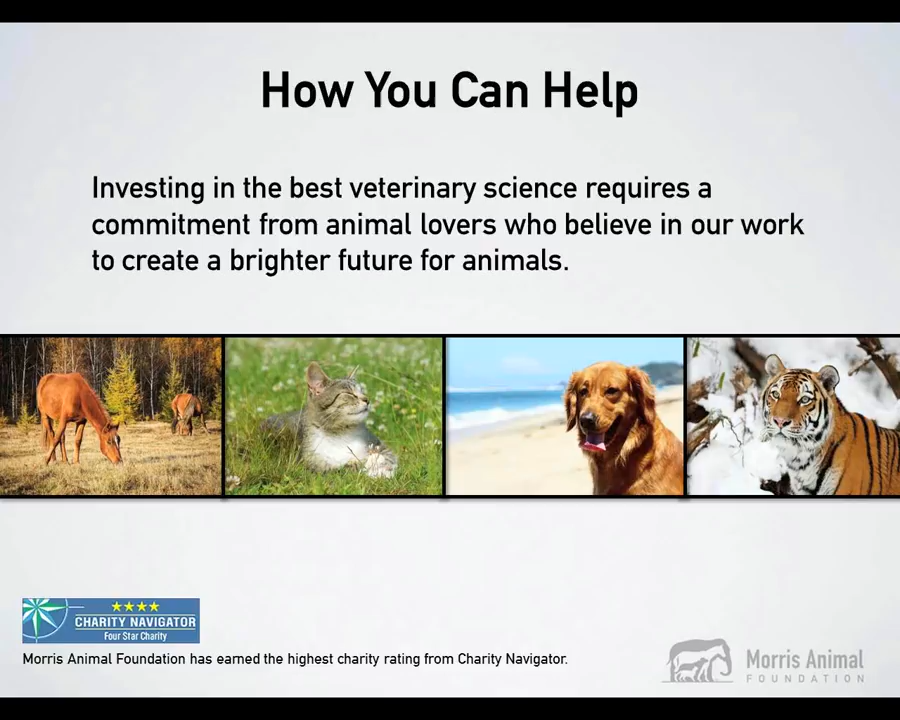 How You Can Help
Investing in the best veterinary science requires a
commitment from animal lovers who believe in our work
to create a brighter future for animals.
CHARITY NAVIGATOR
Four Star Charity
Morris Animal Foundation has earned the highest charity rating from Charity Navigator.
Morris Animal
FOUNDATION